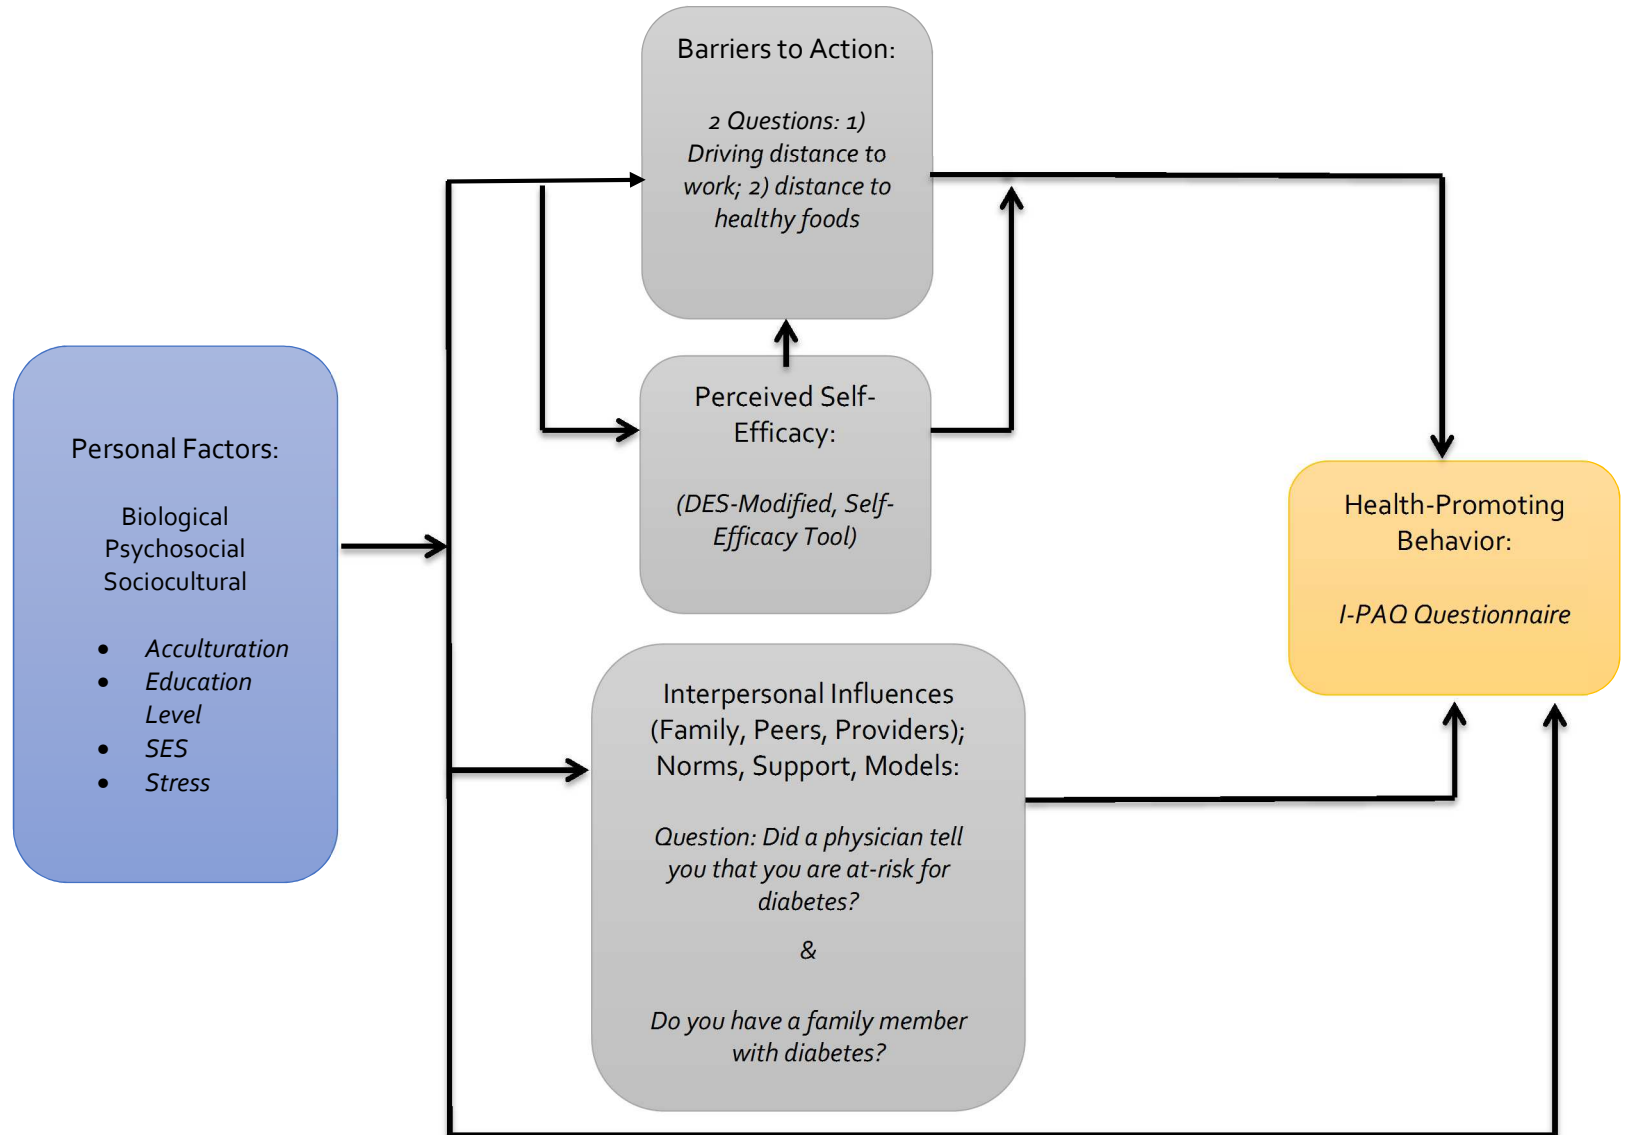 Barriers to Action:
2 Questions: 1)
Driving distance to
work; 2) distance to
healthy foods
Personal Factors:
Biological
Psychosocial
Sociocultural
• Acculturation
• Education
Level
• SES
• Stress
Perceived Self-
Efficacy:
(DES-Modified, Self-
Efficacy Tool)
Interpersonal Influences
(Family, Peers, Providers);
Norms, Support, Models:
Question: Did a physician tell
you that you are at-risk for
diabetes?
&
Do you have a family member
with diabetes?
Health-Promoting
Behavior:
I-PAQ Questionnaire